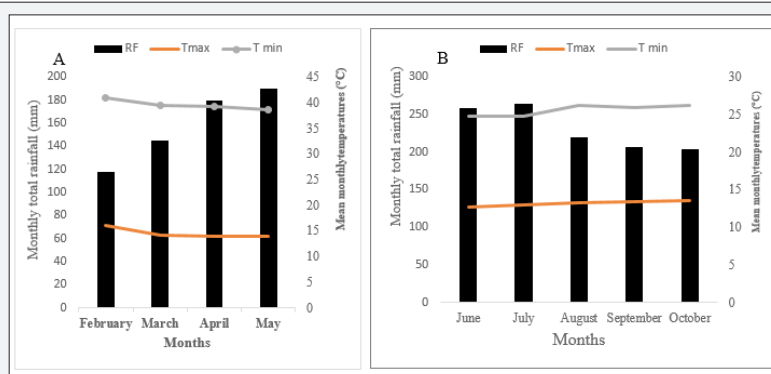 RF Tmax T min
A
200
180
160
140
120
100
80
60
40
20
0
Monthly total rainfall (mm)
45
40
35
30
25
20
15
10
5
0
Mean monthlytemperatures (°C)
February March April May
Months
RF Tmax T min
B
300
250
200
150
100
50
0
Monthly total rainfall (mm)
30
25
20
15
10
5
0
Mean monthlytemperatures (°C)
June July August September October
Months